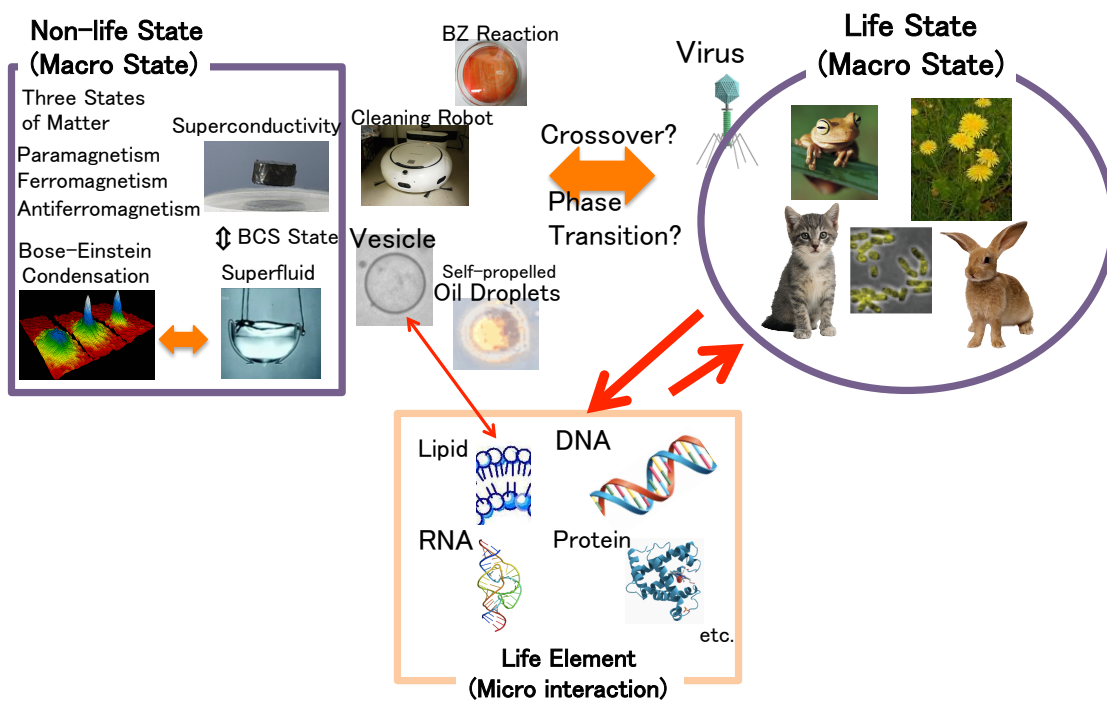 Non-life State
(Macro State)
Three States
of Matter
Superconductivity
Paramagnetism
Ferromagnetism
Antiferromagnetism
BCS State
Bose-Einstein
Condensation
Superfluid
BZ Reaction
Cleaning Robot
Vesicle
Self-propelled
Oil Droplets
Crossover?
Phase
Transition?
Virus
Life State
(Macro State)
Lipid
DNA
RNA
Protein
etc.
Life Element
(Micro interaction)